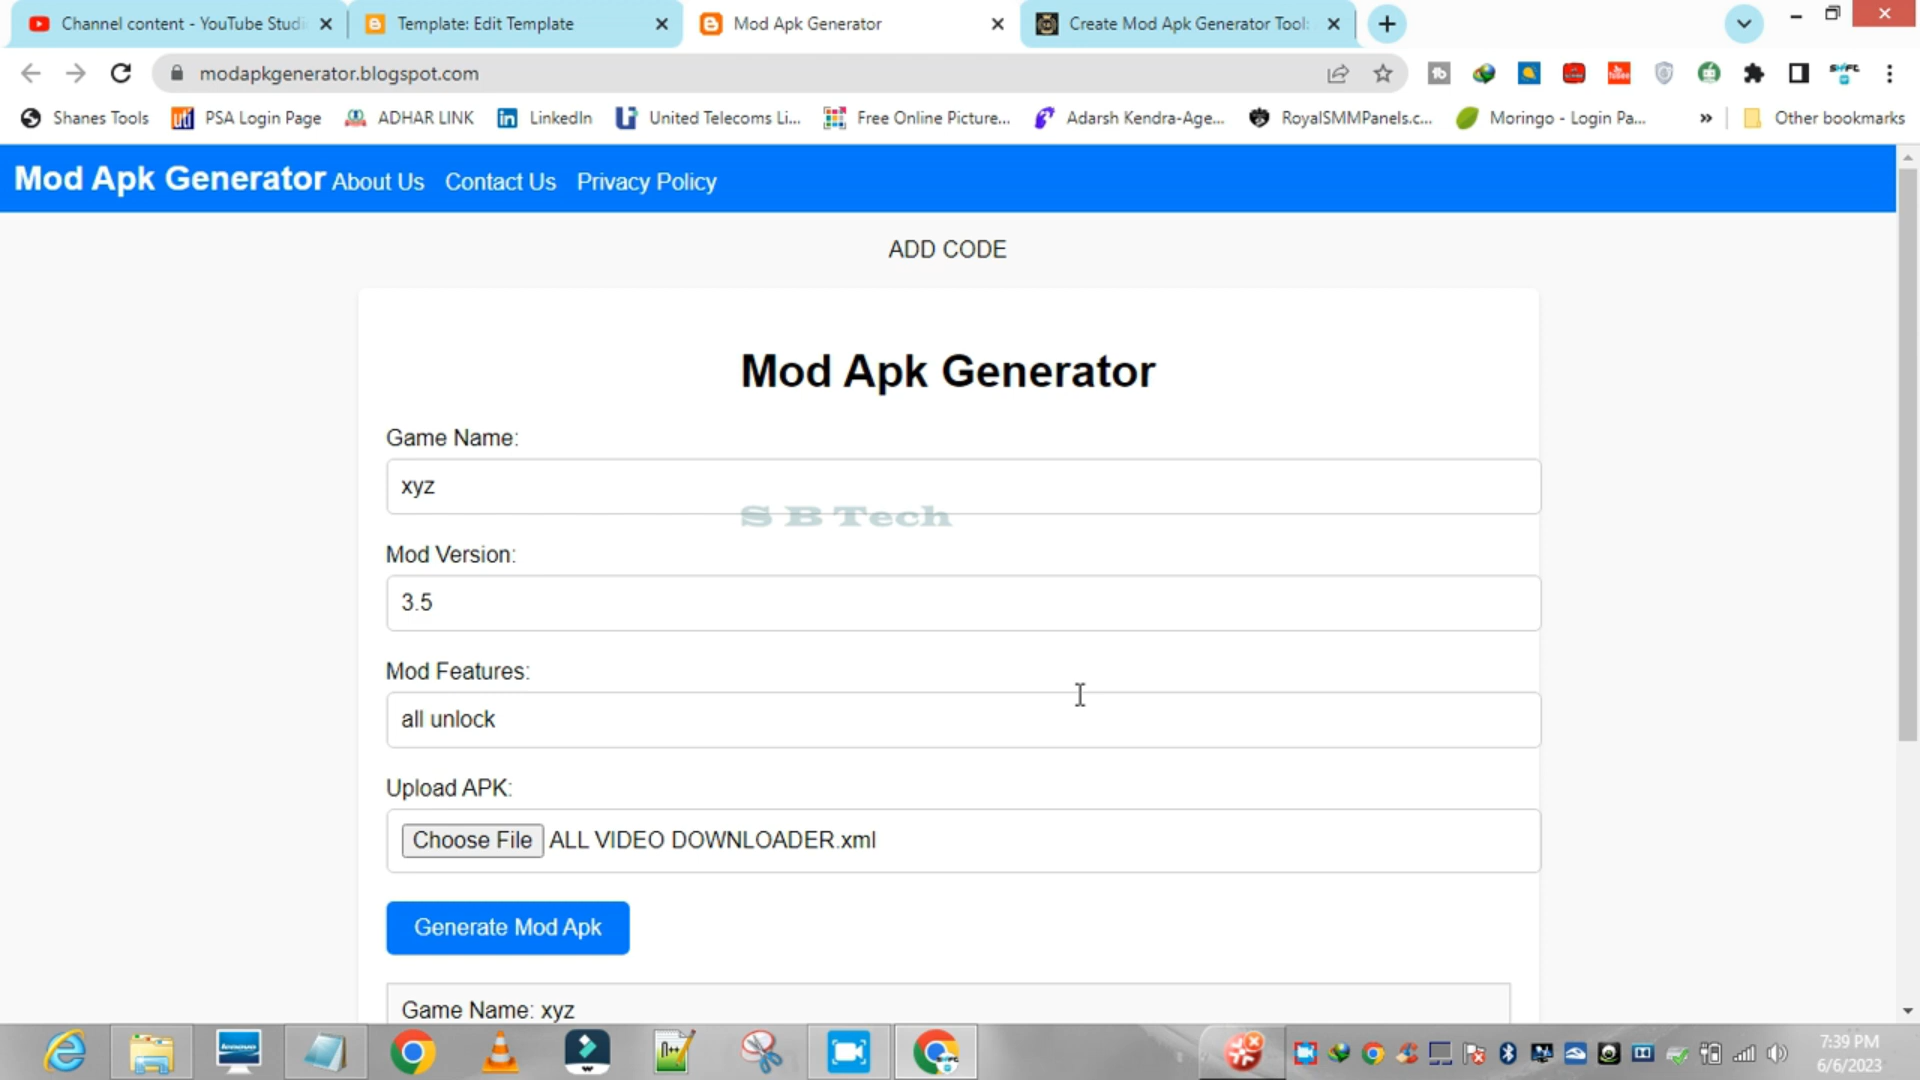 Channel content - YouTube Studi
Template: Edit Template
Mod Apk Generator
Create Mod Apk Generator Tool:
modapkgenerator.blogspot.com
Shanes Tools
PSA Login Page
ADHAR LINK
LinkedIn
United Telecoms Li...
Free Online Picture...
Adarsh Kendra-Age...
RoyalSMMPanels.c...
Moringo - Login Pa...
»
Other bookmarks
Mod Apk Generator About Us Contact Us Privacy Policy
ADD CODE
Mod Apk Generator
Game Name:
xyz
S B Tech
Mod Version:
3.5
Mod Features:
all unlock
Upload APK:
Choose File ALL VIDEO DOWNLOADER.xml
Generate Mod Apk
Game Name: xyz
7:39 PM
6/6/2023